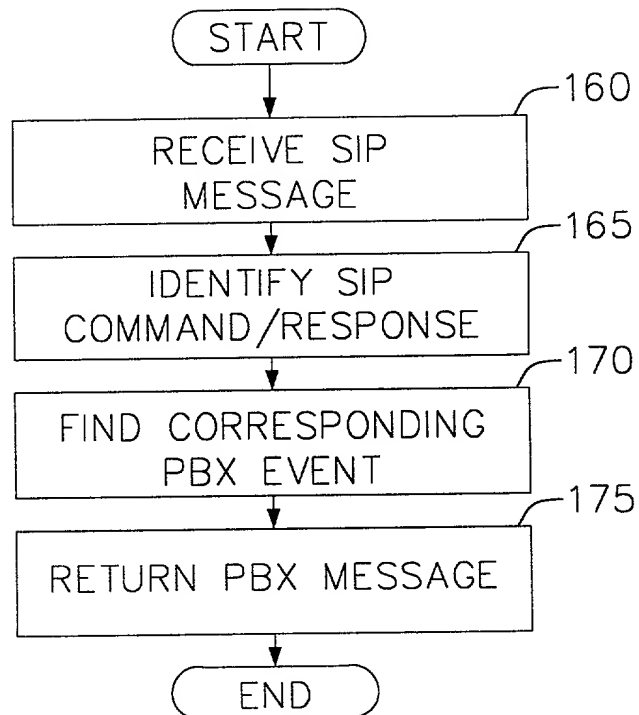 START
160
RECEIVE SIP
MESSAGE
165
IDENTIFY SIP
COMMAND/RESPONSE
170
FIND CORRESPONDING
PBX EVENT
175
RETURN PBX MESSAGE
END